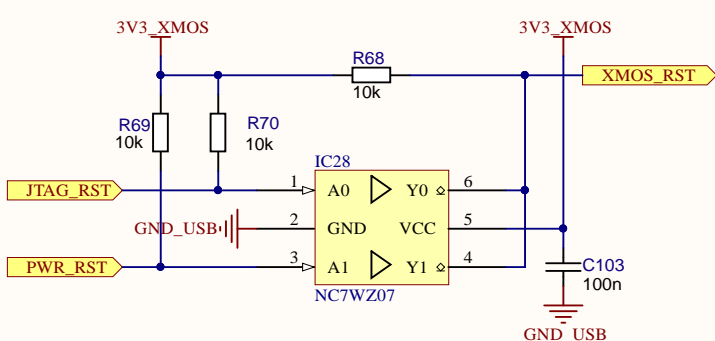 3V3_XMOS
3V3_XMOS
R68
10k
XMOS_RST
R69
10k
R70
10k
IC28
JTAG_RST
1
A0
Y0
6
GND_USB
2
GND
VCC
5
PWR_RST
3
A1
Y1
4
C103
100n
NC7WZ07
GND_USB